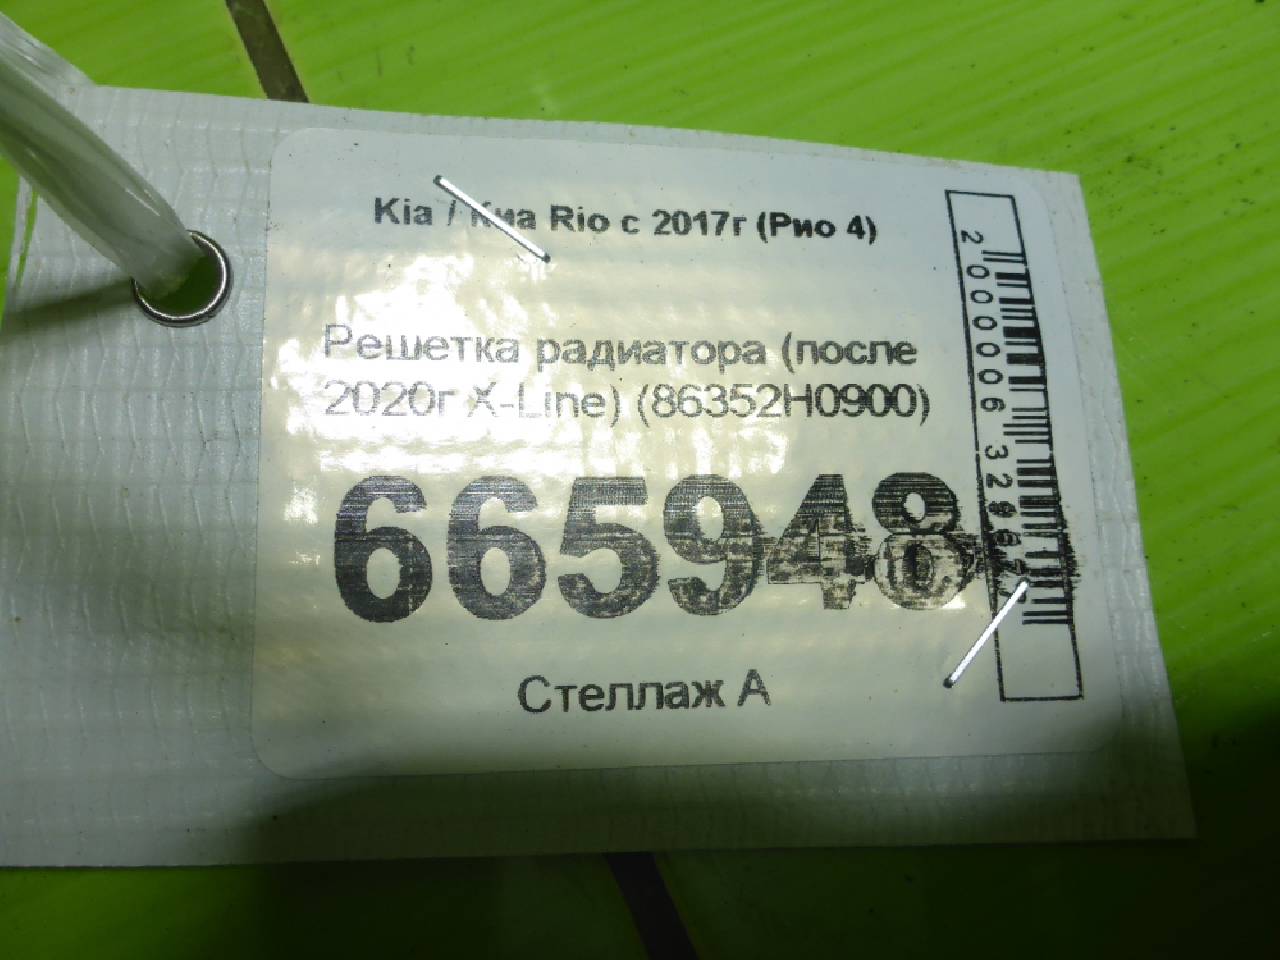 Kia / Киа Rio с 2017г (Рио 4)
Решетка радиатора (после
2020г X-Line) (86352H0900)
665948
Стеллаж А